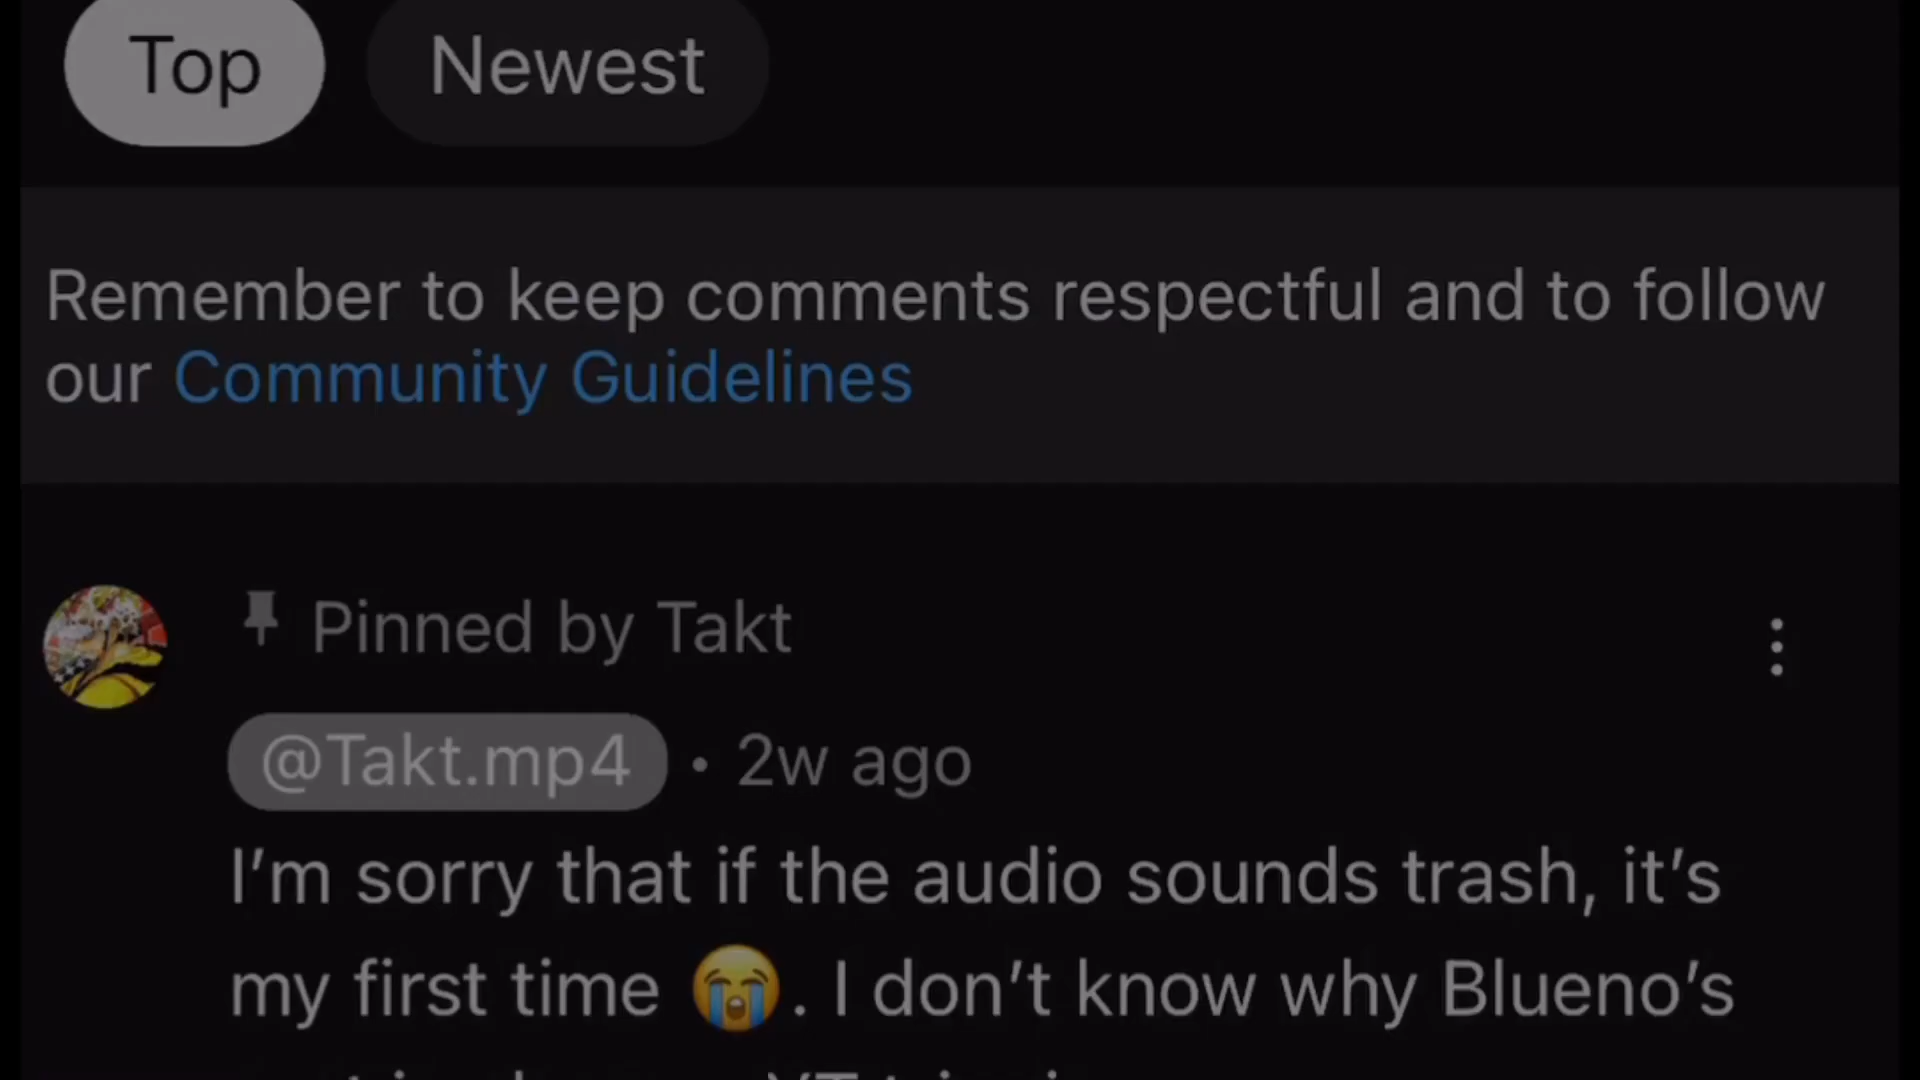 Top Newest
Remember to keep comments respectful and to follow
our Community Guidelines
Pinned by Takt
@Takt.mp4 • 2w ago
I’m sorry that if the audio sounds trash, it’s
my first time 😭. I don’t know why Blueno’s